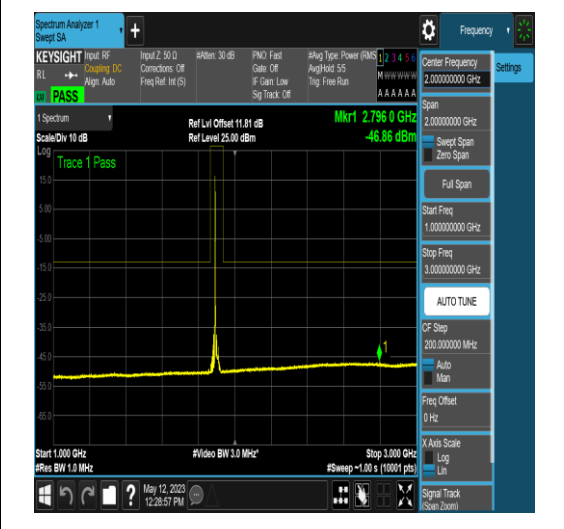 Spectrum Analyzer 1
Swept SA
Frequency
KEYSIGHT
RL
PASS
Input: RF
Coupling: DC
Align: Auto
Input Z: 50 Ω
Corrections: Off
Freq Ref: Int (S)
#Atten: 30 dB
PNO: Fast
Gate: Off
IF Gain: Low
Sig Track: Off
#Avg Type: Power (RMS
Avg|Hold: 5/5
Trig: Free Run
1 2 3 4 5 6
M W W W W W
A A A A A A
1 Spectrum
Scale/Div 10 dB
Ref Lvl Offset 11.81 dB
Ref Level 25.00 dBm
Mkr1 2.796 0 GHz
-46.86 dBm
Log
Trace 1 Pass
15.0
5.00
-5.00
-15.0
-25.0
-35.0
-45.0
-55.0
-65.0
1
Start 1.000 GHz
#Res BW 1.0 MHz
#Video BW 3.0 MHz*
Stop 3.000 GHz
#Sweep ~1.00 s (10001 pts)
May 12, 2023
12:28:57 PM
Center Frequency
2.000000000 GHz
Settings
Span
2.00000000 GHz
Swept Span
Zero Span
Full Span
Start Freq
1.000000000 GHz
Stop Freq
3.000000000 GHz
AUTO TUNE
CF Step
200.000000 MHz
Auto
Man
Freq Offset
0 Hz
X Axis Scale
Log
Lin
Signal Track
(Span Zoom)